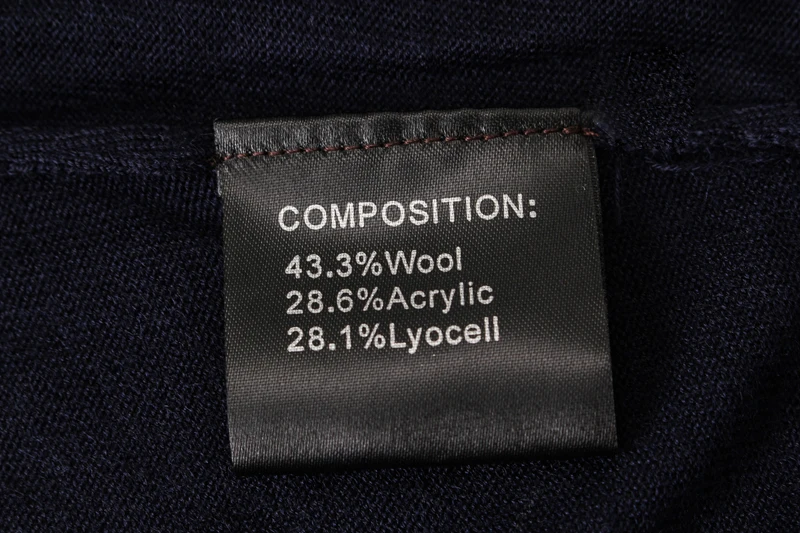 COMPOSITION:
43.3%Wool
28.6%Acrylic
28.1%Lyocell